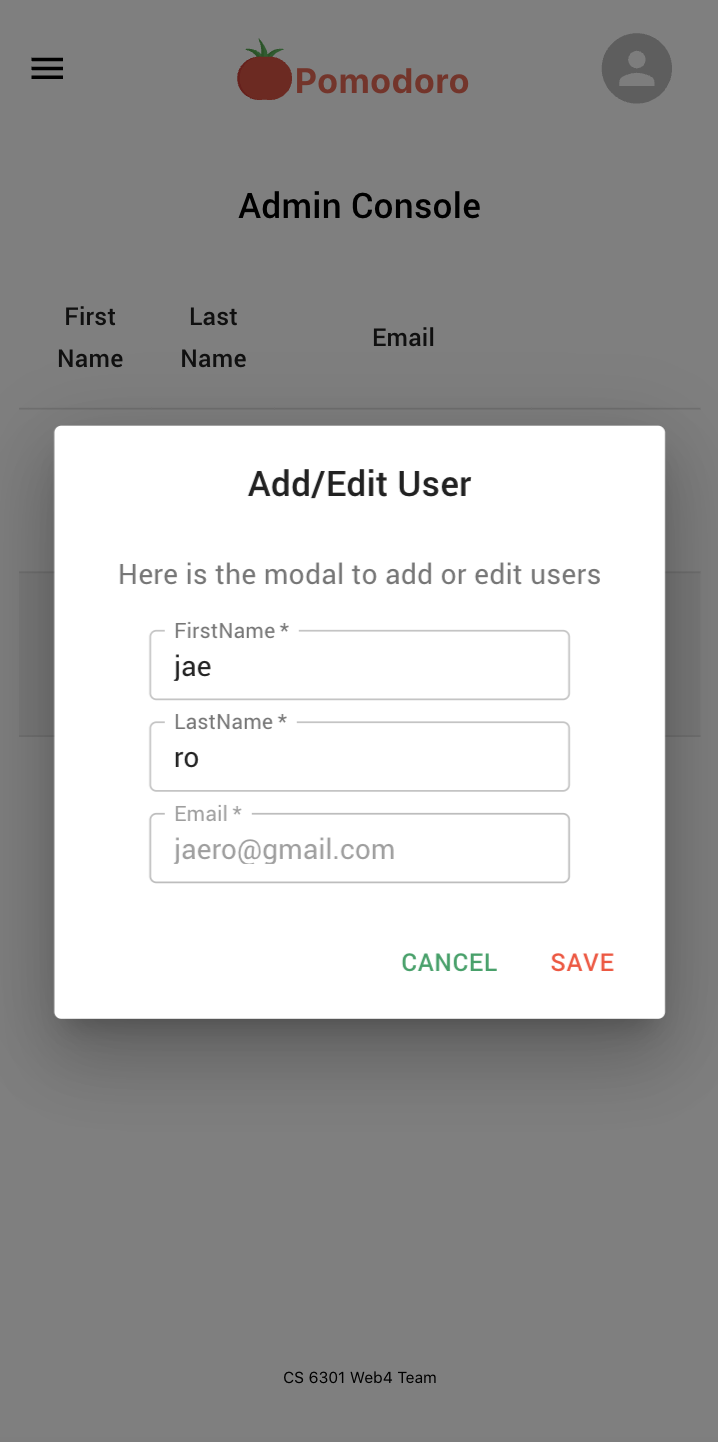 Pomodoro
Admin Console
First Name
Last Name
Email
Add/Edit User
Here is the modal to add or edit users
FirstName *
jae
LastName *
ro
Email *
jaero@gmail.com
CANCEL
SAVE
CS 6301 Web4 Team